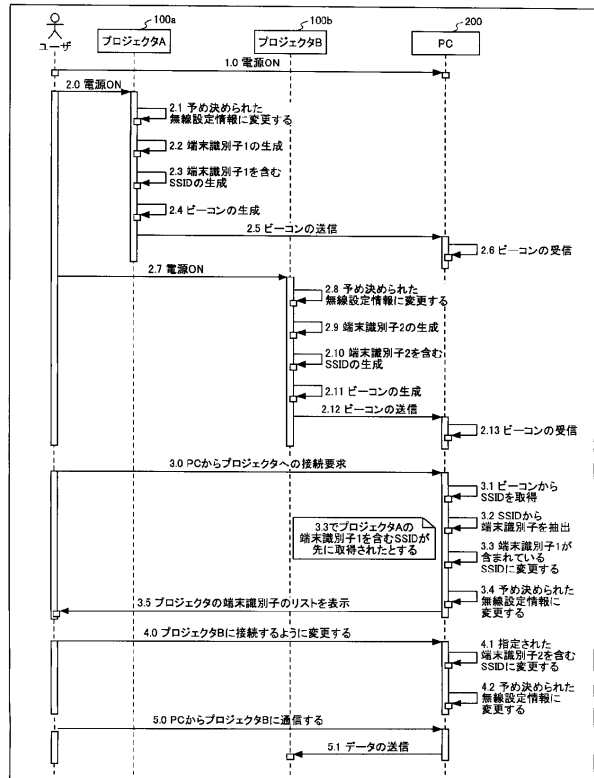 100a
100b
200
ユーザ
プロジェクタA
プロジェクタB
PC
1.0 電源ON
2.0 電源ON
2.1 予め決められた
無線設定情報に変更する
2.2 端末識別子1の生成
2.3 端末識別子1を含む
SSIDの生成
2.4 ビーコンの生成
2.5 ビーコンの送信
2.6 ビーコンの受信
2.7 電源ON
2.8 予め決められた
無線設定情報に変更する
2.9 端末識別子2の生成
2.10 端末識別子2を含む
SSIDの生成
2.11 ビーコンの生成
2.12 ビーコンの送信
2.13 ビーコンの受信
3.0 PCからプロジェクタへの接続要求
3.1 ビーコンから
SSIDを取得
3.2 SSIDから
端末識別子を抽出
3.3でプロジェクタAの
端末識別子1を含むSSIDが
先に取得されたとする
3.3 端末識別子1が
含まれている
SSIDに変更する
3.4 予め決められた
無線設定情報に
変更する
3.5 プロジェクタの端末識別子のリストを表示
4.0 プロジェクタBに接続するように変更する
4.1 指定された
端末識別子2を含む
SSIDに変更する
4.2 予め決められた
無線設定情報に
変更する
5.0 PCからプロジェクタBに通信する
5.1 データの送信